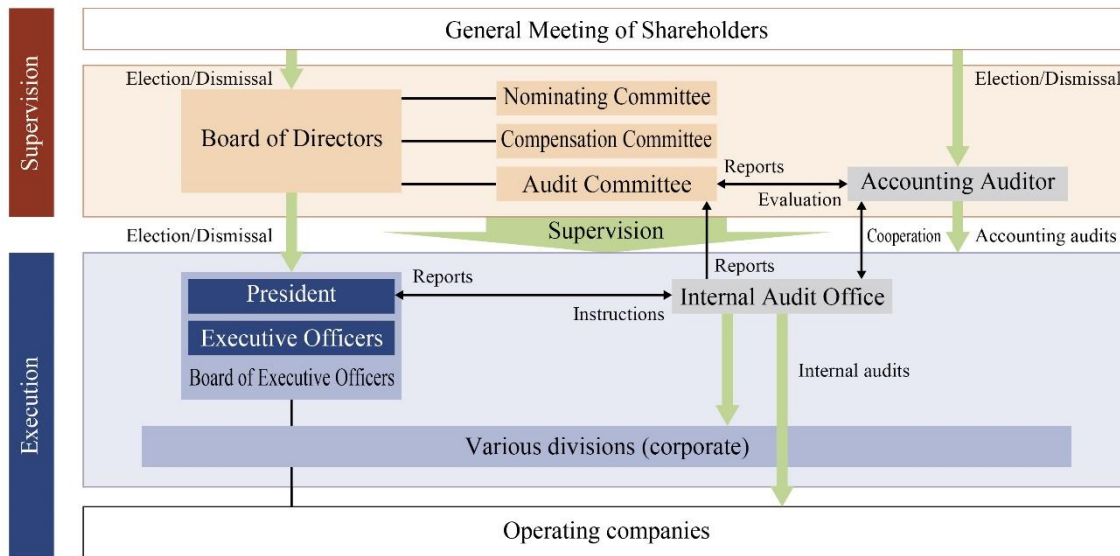 General Meeting of Shareholders
Supervision
Election/Dismissal
Election/Dismissal
Nominating Committee
Board of Directors
Compensation Committee
Reports
Audit Committee
Accounting Auditor
Evaluation
Election/Dismissal
Supervision
Cooperation
Accounting audits
Execution
Reports
Reports
President
Internal Audit Office
Instructions
Executive Officers
Internal audits
Board of Executive Officers
Various divisions (corporate)
Operating companies